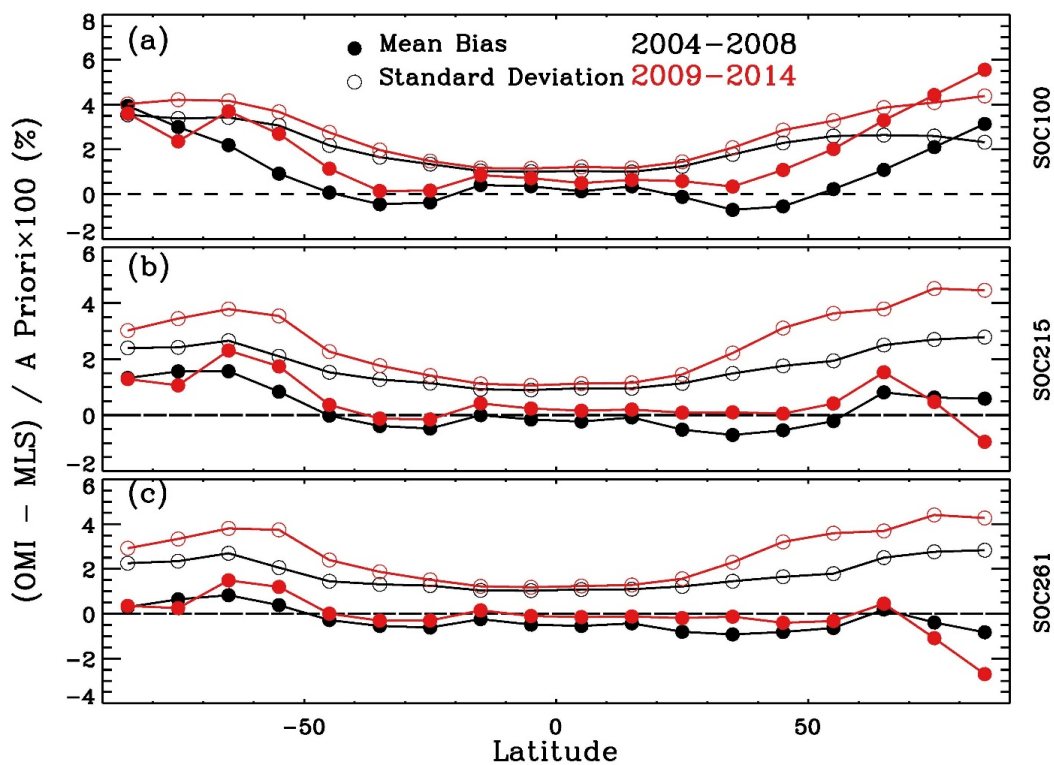 (OMI − MLS) / A Priori×100 (%)
8
(a)
● Mean Bias 2004−2008
○ Standard Deviation 2009−2014
6
4
2
0
−2
SOC100
6
(b)
4
2
0
−2
SOC215
6
(c)
4
2
0
−2
−4
SOC261
−50 0 50
Latitude